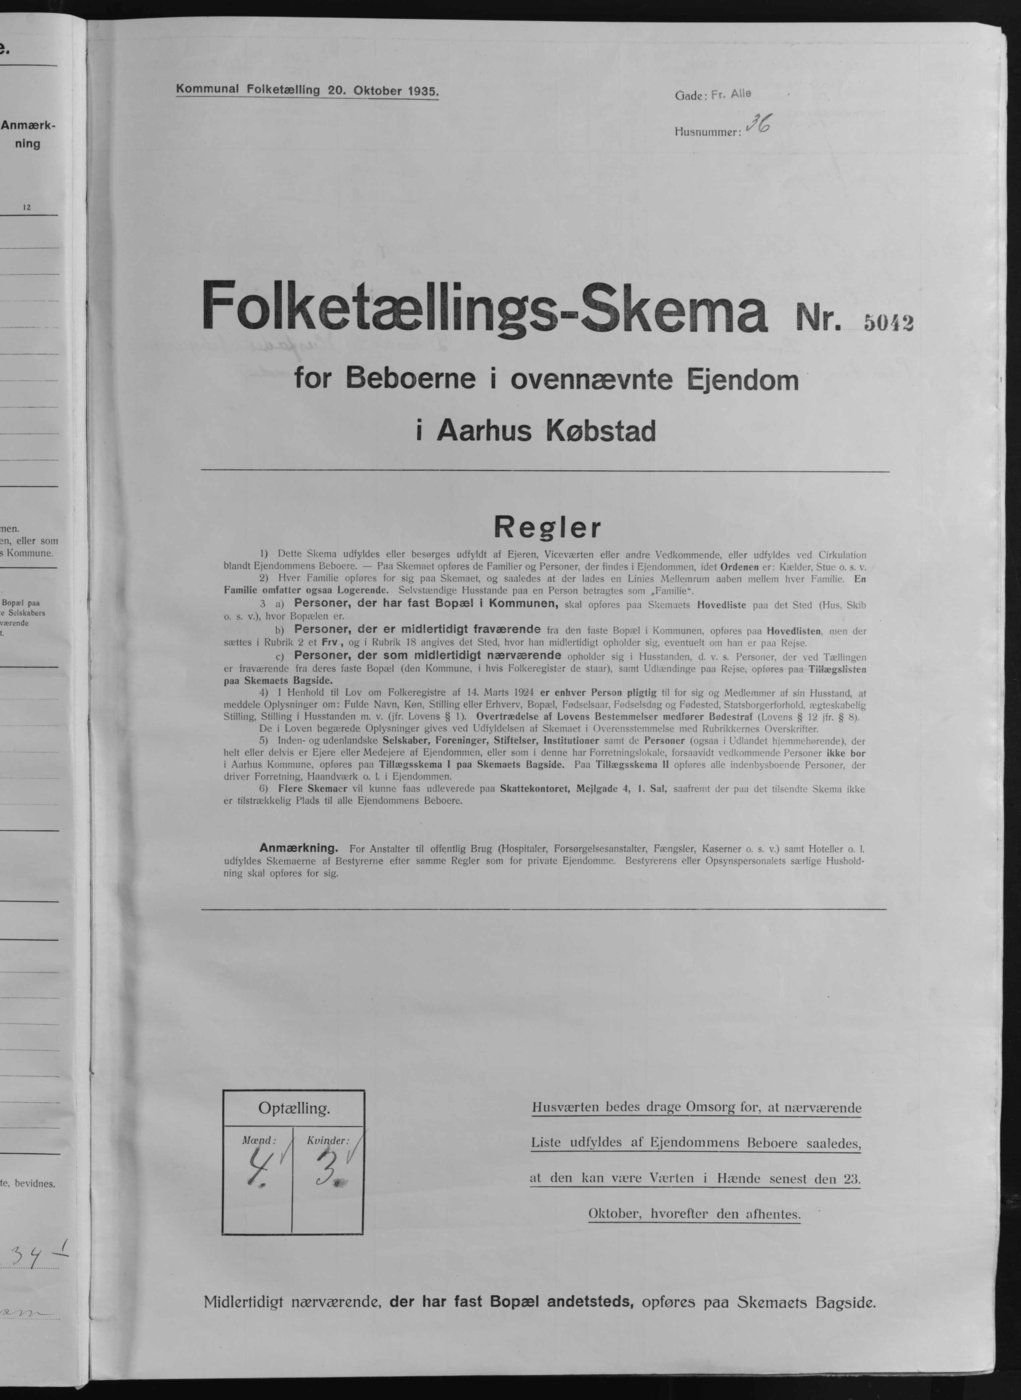 e.
Anmærk-
ning
12
men.
en, eller som
s Kommune.
Bopæl paa
e Selskabers
værende
t.
te, bevidnes.
34 1
Kommunal Folketælling 20. Oktober 1935.
Gade: Fr. Alle
Husnummer: 36
Folketællings-Skema Nr. 5042
for Beboerne i ovennævnte Ejendom
i Aarhus Købstad
Regler
1) Dette Skema udfyldes eller besørges udfyldt af Ejeren, Viceværten eller andre Vedkommende, eller udfyldes ved Cirkulation
blandt Ejendommens Beboere. — Paa Skemaet opføres de Familier og Personer, der findes i Ejendommen, idet Ordenen er: Kælder, Stue o. s. v.
2) Hver Familie opføres for sig paa Skemaet, og saaledes at der lades en Linies Mellemrum aaben mellem hver Familie. En
Familie omfatter ogsaa Logerende. Selvstændige Husstande paa en Person betragtes som „Familie“.
3 a) Personer, der har fast Bopæl i Kommunen, skal opføres paa Skemaets Hovedliste paa det Sted (Hus, Skib
o. s. v.), hvor Bopælen er.
b) Personer, der er midlertidigt fraværende fra den faste Bopæl i Kommunen, opføres paa Hovedlisten, men der
sættes i Rubrik 2 et Frv., og i Rubrik 18 angives det Sted, hvor han midlertidigt opholder sig, eventuelt om han er paa Rejse.
c) Personer, der som midlertidigt nærværende opholder sig i Husstanden, d. v. s. Personer, der ved Tællingen
er fraværende fra deres faste Bopæl (den Kommune, i hvis Folkeregister de staar), samt Udlændinge paa Rejse, opføres paa Tillægslisten
paa Skemaets Bagside.
4) I Henhold til Lov om Folkeregistre af 14. Marts 1924 er enhver Person pligtig til for sig og Medlemmer af sin Husstand, at
meddele Oplysninger om: Fulde Navn, Køn, Stilling eller Erhverv, Bopæl, Fødselsaar, Fødselsdag og Fødested, Statsborgerforhold, ægteskabelig
Stilling, Stilling i Husstanden m. v. (jfr. Lovens § 1). Overtrædelse af Lovens Bestemmelser medfører Bødestraf (Lovens § 12 jfr. § 8).
De i Loven begærede Oplysninger gives ved Udfyldelsen af Skemaet i Overensstemmelse med Rubrikkernes Overskrifter.
5) Inden- og udenlandske Selskaber, Foreninger, Stiftelser, Institutioner samt de Personer (ogsaa i Udlandet hjemmehørende), der
helt eller delvis er Ejere eller Medejere af Ejendommen, eller som i denne har Forretningslokale, forsaavidt vedkommende Personer ikke bor
i Aarhus Kommune, opføres paa Tillægsskema I paa Skemaets Bagside. Paa Tillægsskema II opføres alle indenbysboende Personer, der
driver Forretning, Haandværk o. l. i Ejendommen.
6) Flere Skemaer vil kunne faas udleverede paa Skattekontoret, Mejlgade 4, 1. Sal, saafremt der paa det tilsendte Skema ikke
er tilstrækkelig Plads til alle Ejendommens Beboere.
Anmærkning. For Anstalter til offentlig Brug (Hospitaler, Forsørgelsesanstalter, Fængsler, Kaserner o. s. v.) samt Hoteller o. l.
udfyldes Skemaerne af Bestyrerne efter samme Regler som for private Ejendomme. Bestyrerens eller Opsynspersonalets særlige Hushold-
ning skal opføres for sig.
Optælling.
Mænd: Kvinder:
4. 3.
Husværten bedes drage Omsorg for, at nærværende
Liste udfyldes af Ejendommens Beboere saaledes,
at den kan være Værten i Hænde senest den 23.
Oktober, hvorefter den afhentes.
Midlertidigt nærværende, der har fast Bopæl andetsteds, opføres paa Skemaets Bagside.